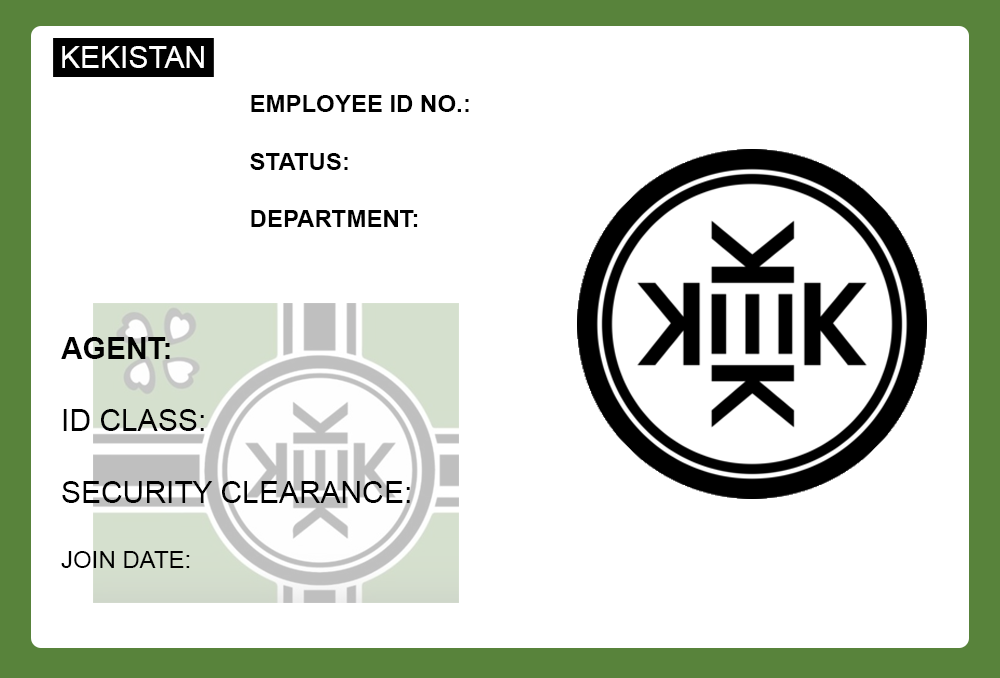 KEKISTAN
EMPLOYEE ID NO.:
STATUS:
DEPARTMENT:
AGENT:
ID CLASS:
SECURITY CLEARANCE:
JOIN DATE: